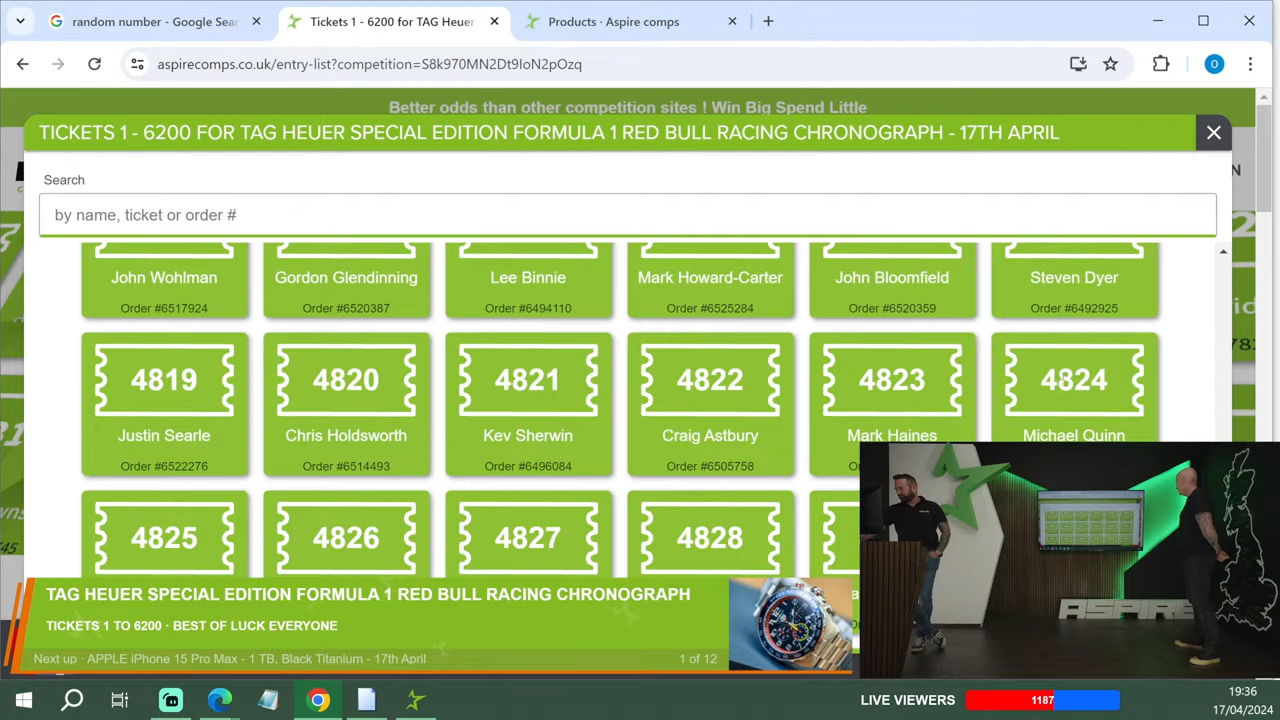 random number - Google Sear
Tickets 1 - 6200 for TAG Heuer
Products · Aspire comps
aspirecomps.co.uk/entry-list?competition=S8k970MN2Dt9IoN2pOzq
O
Better odds than other competition sites ! Win Big Spend Little
TICKETS 1 - 6200 FOR TAG HEUER SPECIAL EDITION FORMULA 1 RED BULL RACING CHRONOGRAPH - 17TH APRIL
Search
by name, ticket or order #
John Wohlman Gordon Glendinning Lee Binnie Mark Howard-Carter John Bloomfield Steven Dyer
Order #6517924 Order #6520387 Order #6494110 Order #6525284 Order #6520359 Order #6492925
4819 4820 4821 4822 4823 4824
Justin Searle Chris Holdsworth Kev Sherwin Craig Astbury Mark Haines Michael Quinn
Order #6522276 Order #6514493 Order #6496084 Order #6505758
4825 4826 4827 4828
TAG HEUER SPECIAL EDITION FORMULA 1 RED BULL RACING CHRONOGRAPH
TICKETS 1 TO 6200 · BEST OF LUCK EVERYONE
Next up · APPLE iPhone 15 Pro Max - 1 TB, Black Titanium - 17th April 1 of 12
ASPIRE
LIVE VIEWERS 1187
19:36
17/04/2024